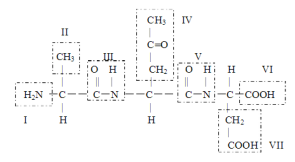 CH₃ IV
II C=O
CH₃ III CH₂ V
O H O H H VI
H₂N — C — C — N — C — C — N — C — COOH
I H H CH₂
COOH VII